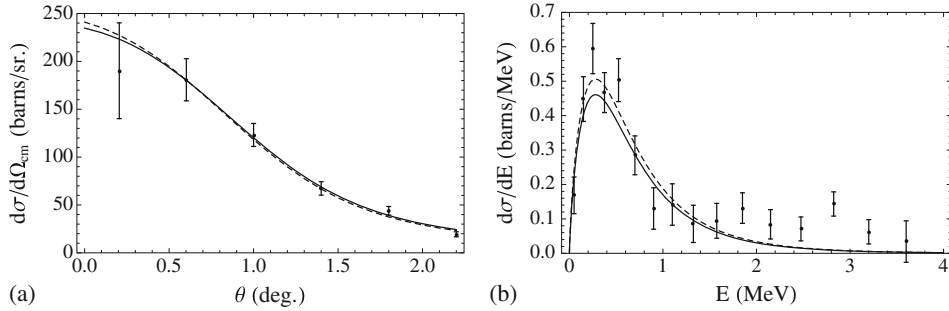 250
200
150
100
50
0
0.0 0.5 1.0 1.5 2.0
dσ/dΩcm (barns/sr.)
θ (deg.)
(a)
0.7
0.6
0.5
0.4
0.3
0.2
0.1
0.0
0 1 2 3 4
dσ/dE (barns/MeV)
E (MeV)
(b)